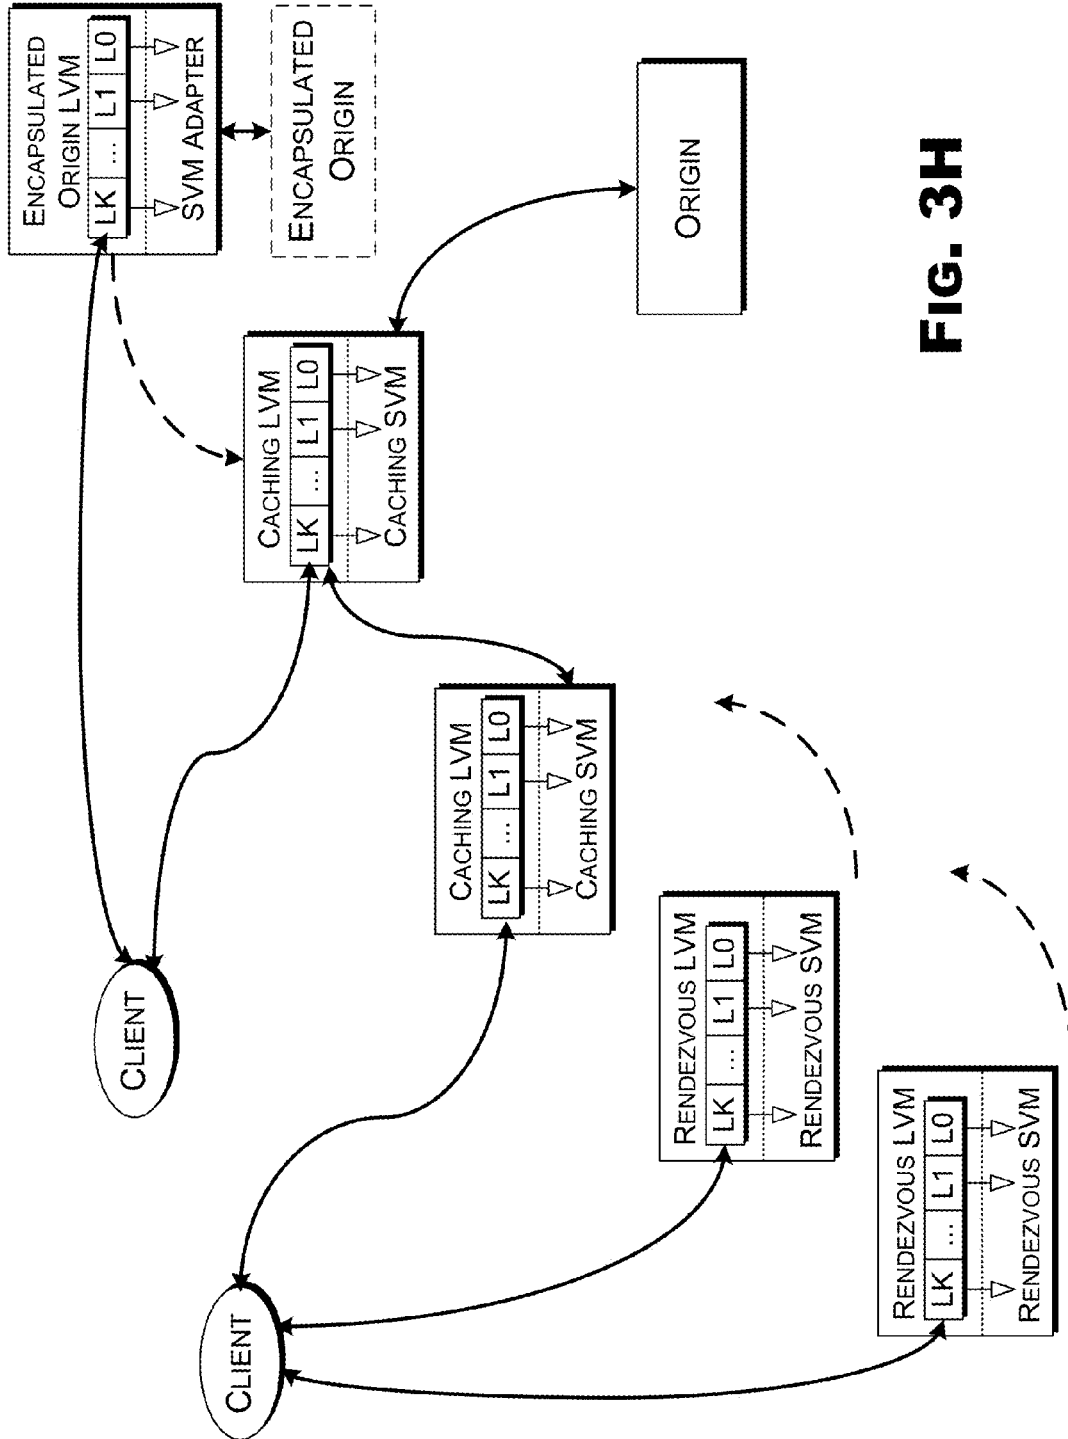 ENCAPSULATED
ORIGIN LVM
LK ... L1 L0
SVM ADAPTER
ENCAPSULATED
ORIGIN
CACHING LVM
LK ... L1 L0
CACHING SVM
ORIGIN
CACHING LVM
LK ... L1 L0
CACHING SVM
CLIENT
RENDEZVOUS LVM
LK ... L1 L0
RENDEZVOUS SVM
CLIENT
RENDEZVOUS LVM
LK ... L1 L0
RENDEZVOUS SVM
FIG. 3H